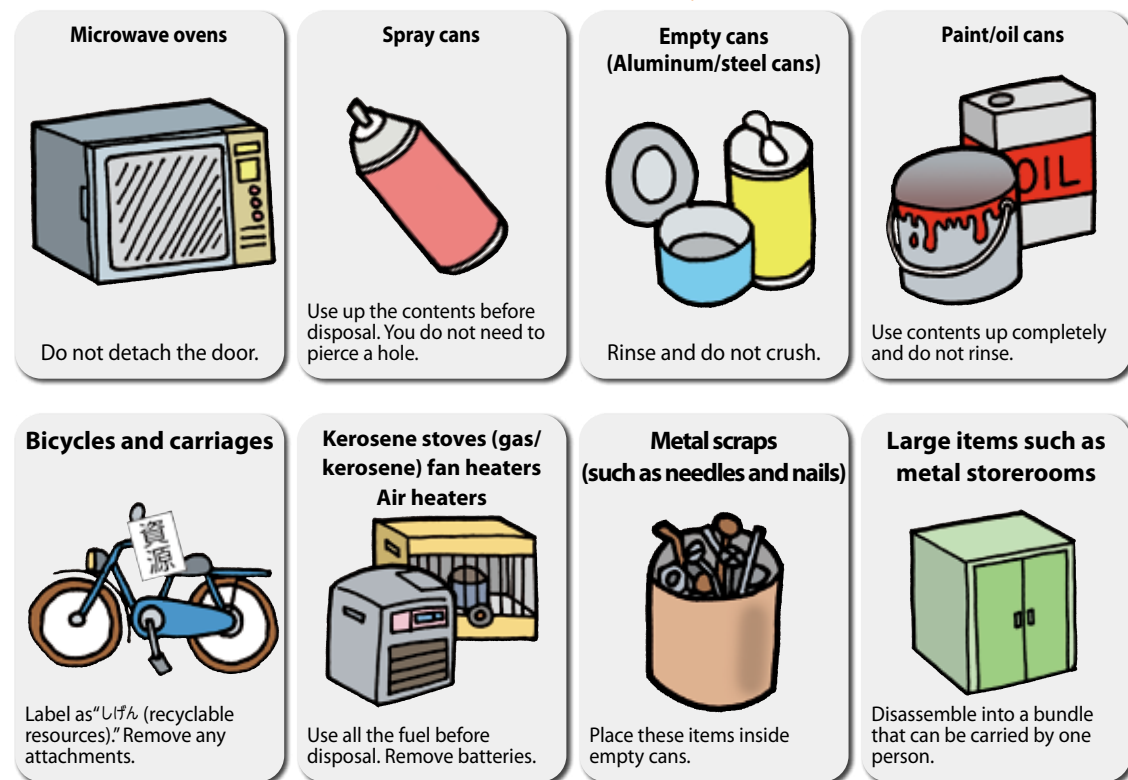 Microwave ovens
Do not detach the door.
Spray cans
Use up the contents before
disposal. You do not need to
pierce a hole.
Empty cans
(Aluminum/steel cans)
Rinse and do not crush.
Paint/oil cans
OIL
Use contents up completely
and do not rinse.
Bicycles and carriages
資源
Label as“しげん (recyclable
resources).” Remove any
attachments.
Kerosene stoves (gas/
kerosene) fan heaters
Air heaters
Use all the fuel before
disposal. Remove batteries.
Metal scraps
(such as needles and nails)
Place these items inside
empty cans.
Large items such as
metal storerooms
Disassemble into a bundle
that can be carried by one
person.